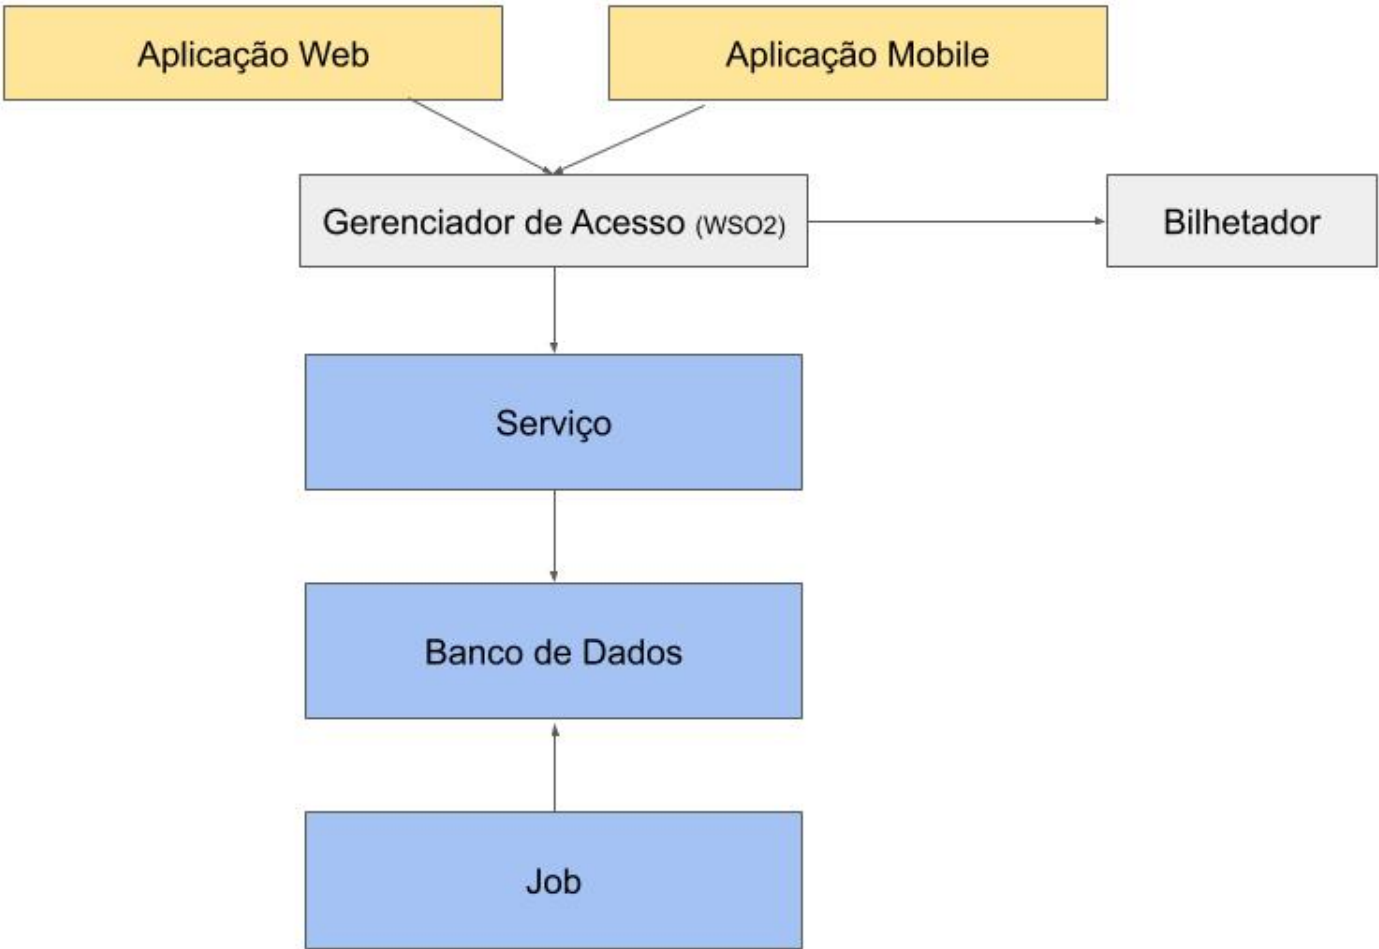 Aplicação Web
Aplicação Mobile
Gerenciador de Acesso (WSO2)
Bilhetador
Serviço
Banco de Dados
Job